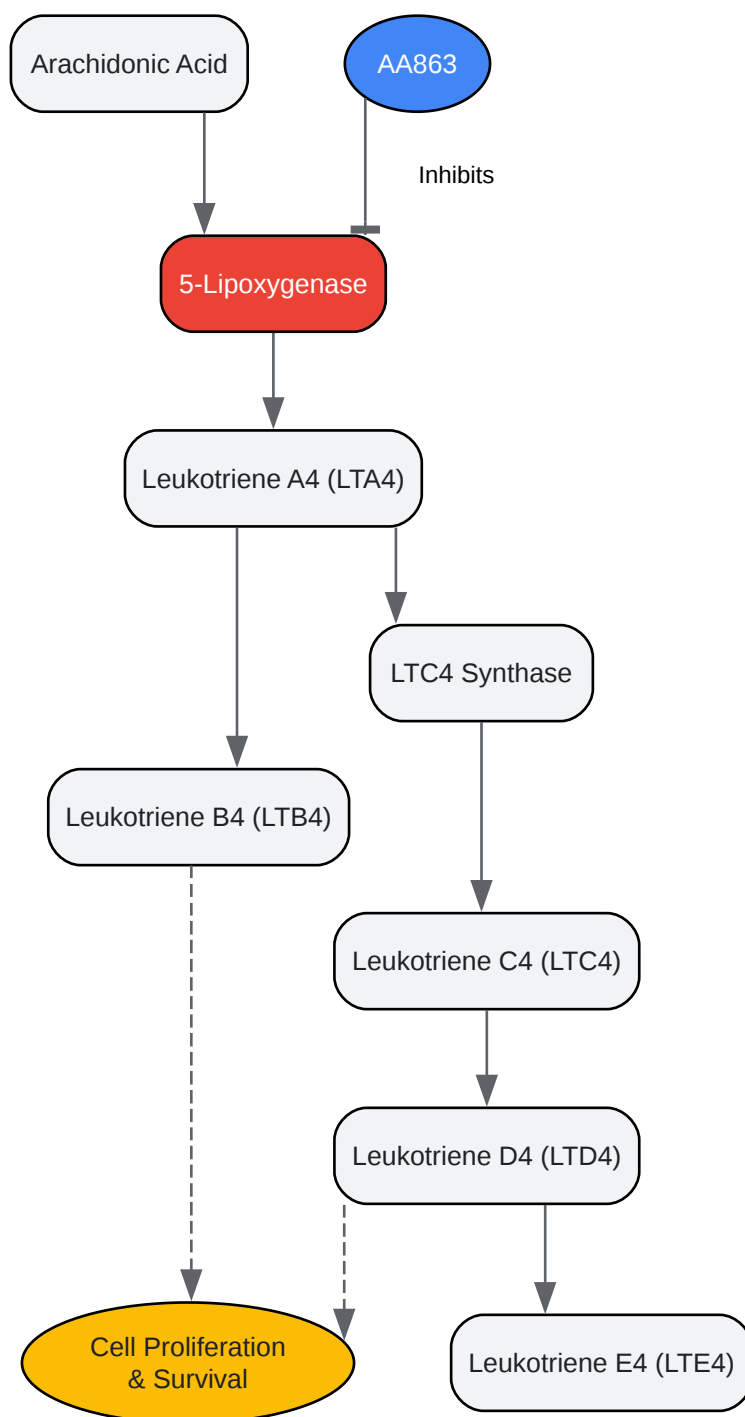 Arachidonic Acid
AA863
Inhibits
5-Lipoxygenase
Leukotriene A4 (LTA4)
LTC4 Synthase
Leukotriene B4 (LTB4)
Leukotriene C4 (LTC4)
Leukotriene D4 (LTD4)
Cell Proliferation
& Survival
Leukotriene E4 (LTE4)